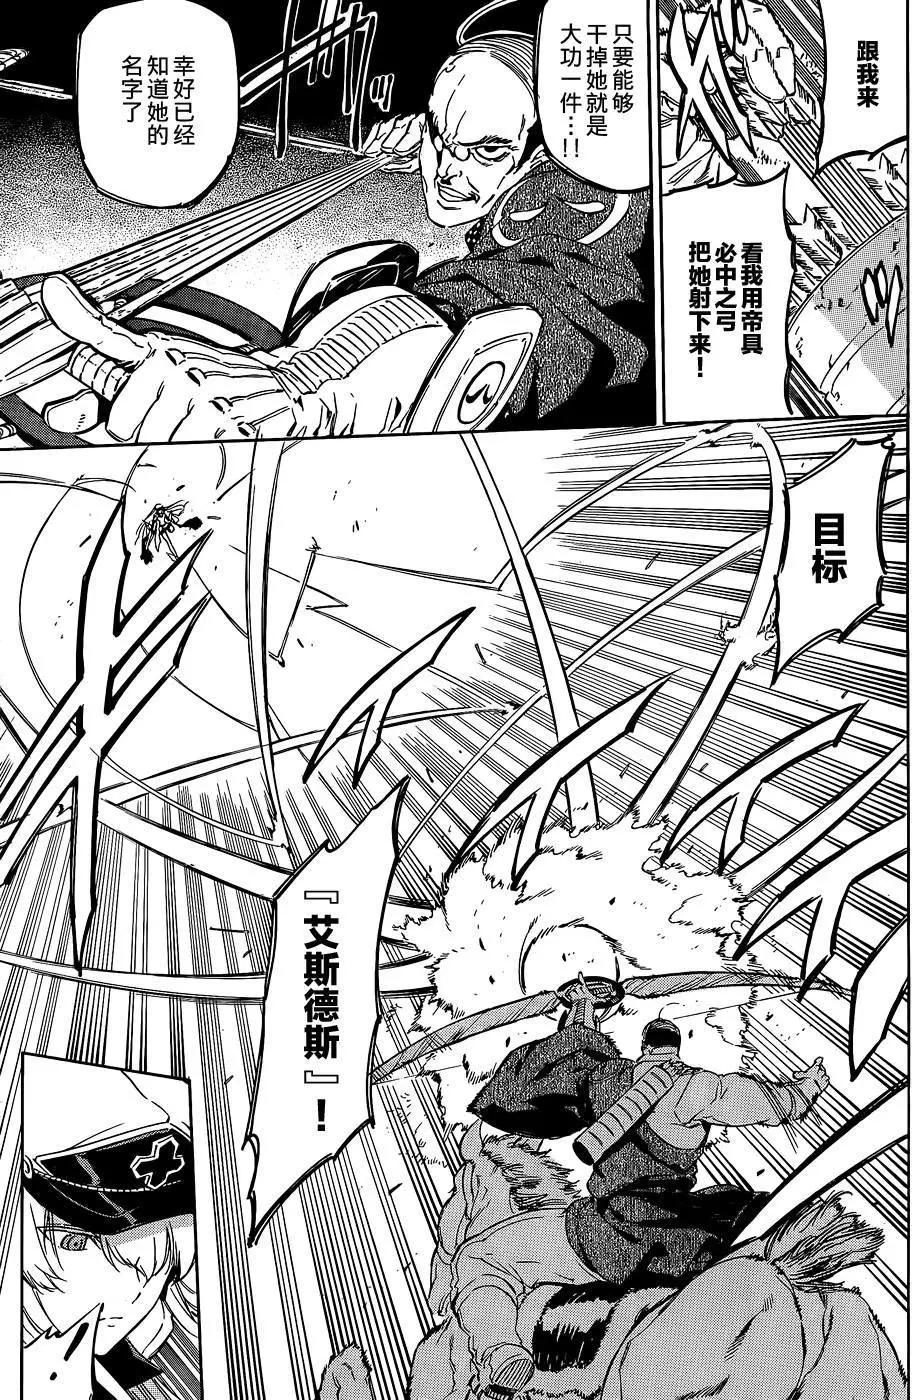 跟我来
看我用帝具
必中之弓
把她射下来！
只要能够
干掉她就是
大功一件…!!
幸好已经
知道她的
名字了
目标
『艾斯德斯』！